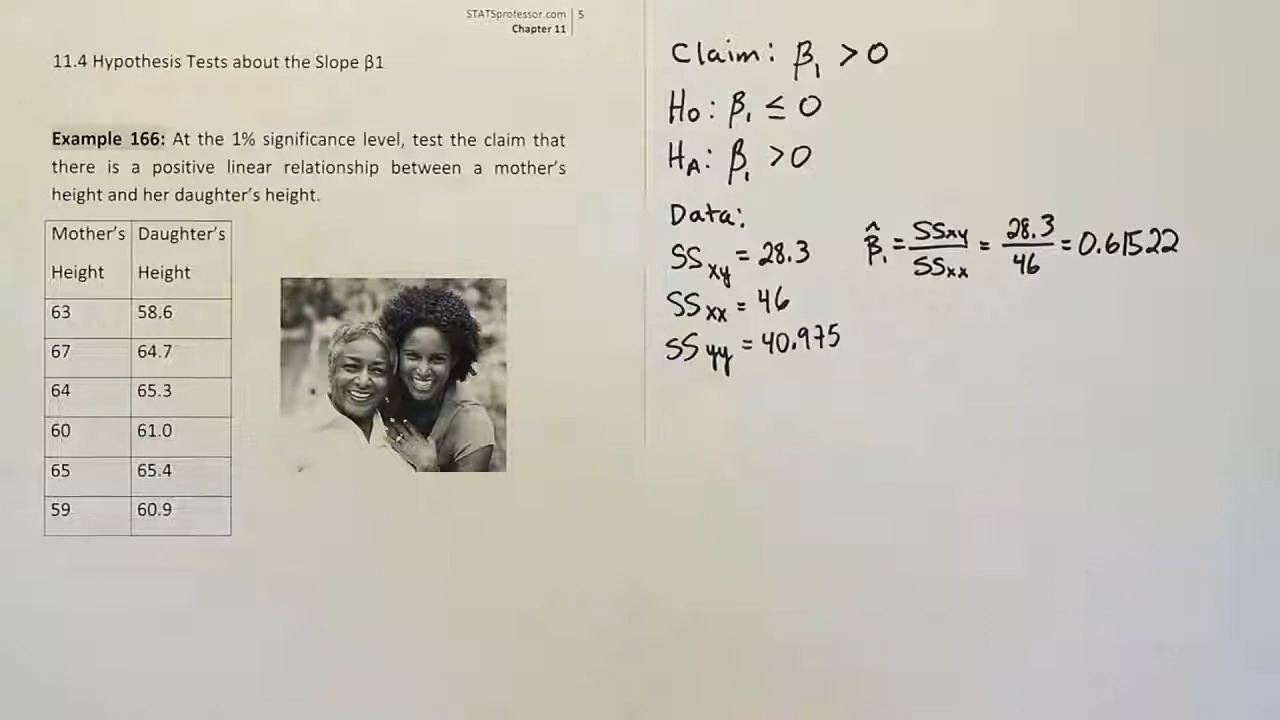 STATSprofessor.com | 5
Chapter 11
11.4 Hypothesis Tests about the Slope β1
Example 166: At the 1% significance level, test the claim that
there is a positive linear relationship between a mother's
height and her daughter's height.
Mother's Height Daughter's Height
63 58.6
67 64.7
64 65.3
60 61.0
65 65.4
59 60.9
Claim: β₁ > 0
Ho: β₁ ≤ 0
HA: β₁ > 0
Data:
SSxy = 28.3
SSxx = 46
SSyy = 40.975
β̂₁ = SSxy/SSxx = 28.3/46 = 0.61522